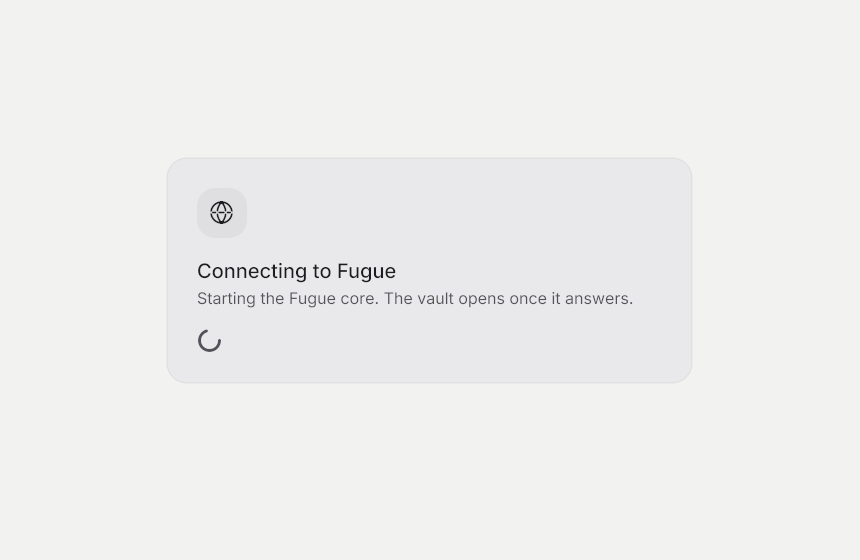 Connecting to Fugue
Starting the Fugue core. The vault opens once it answers.